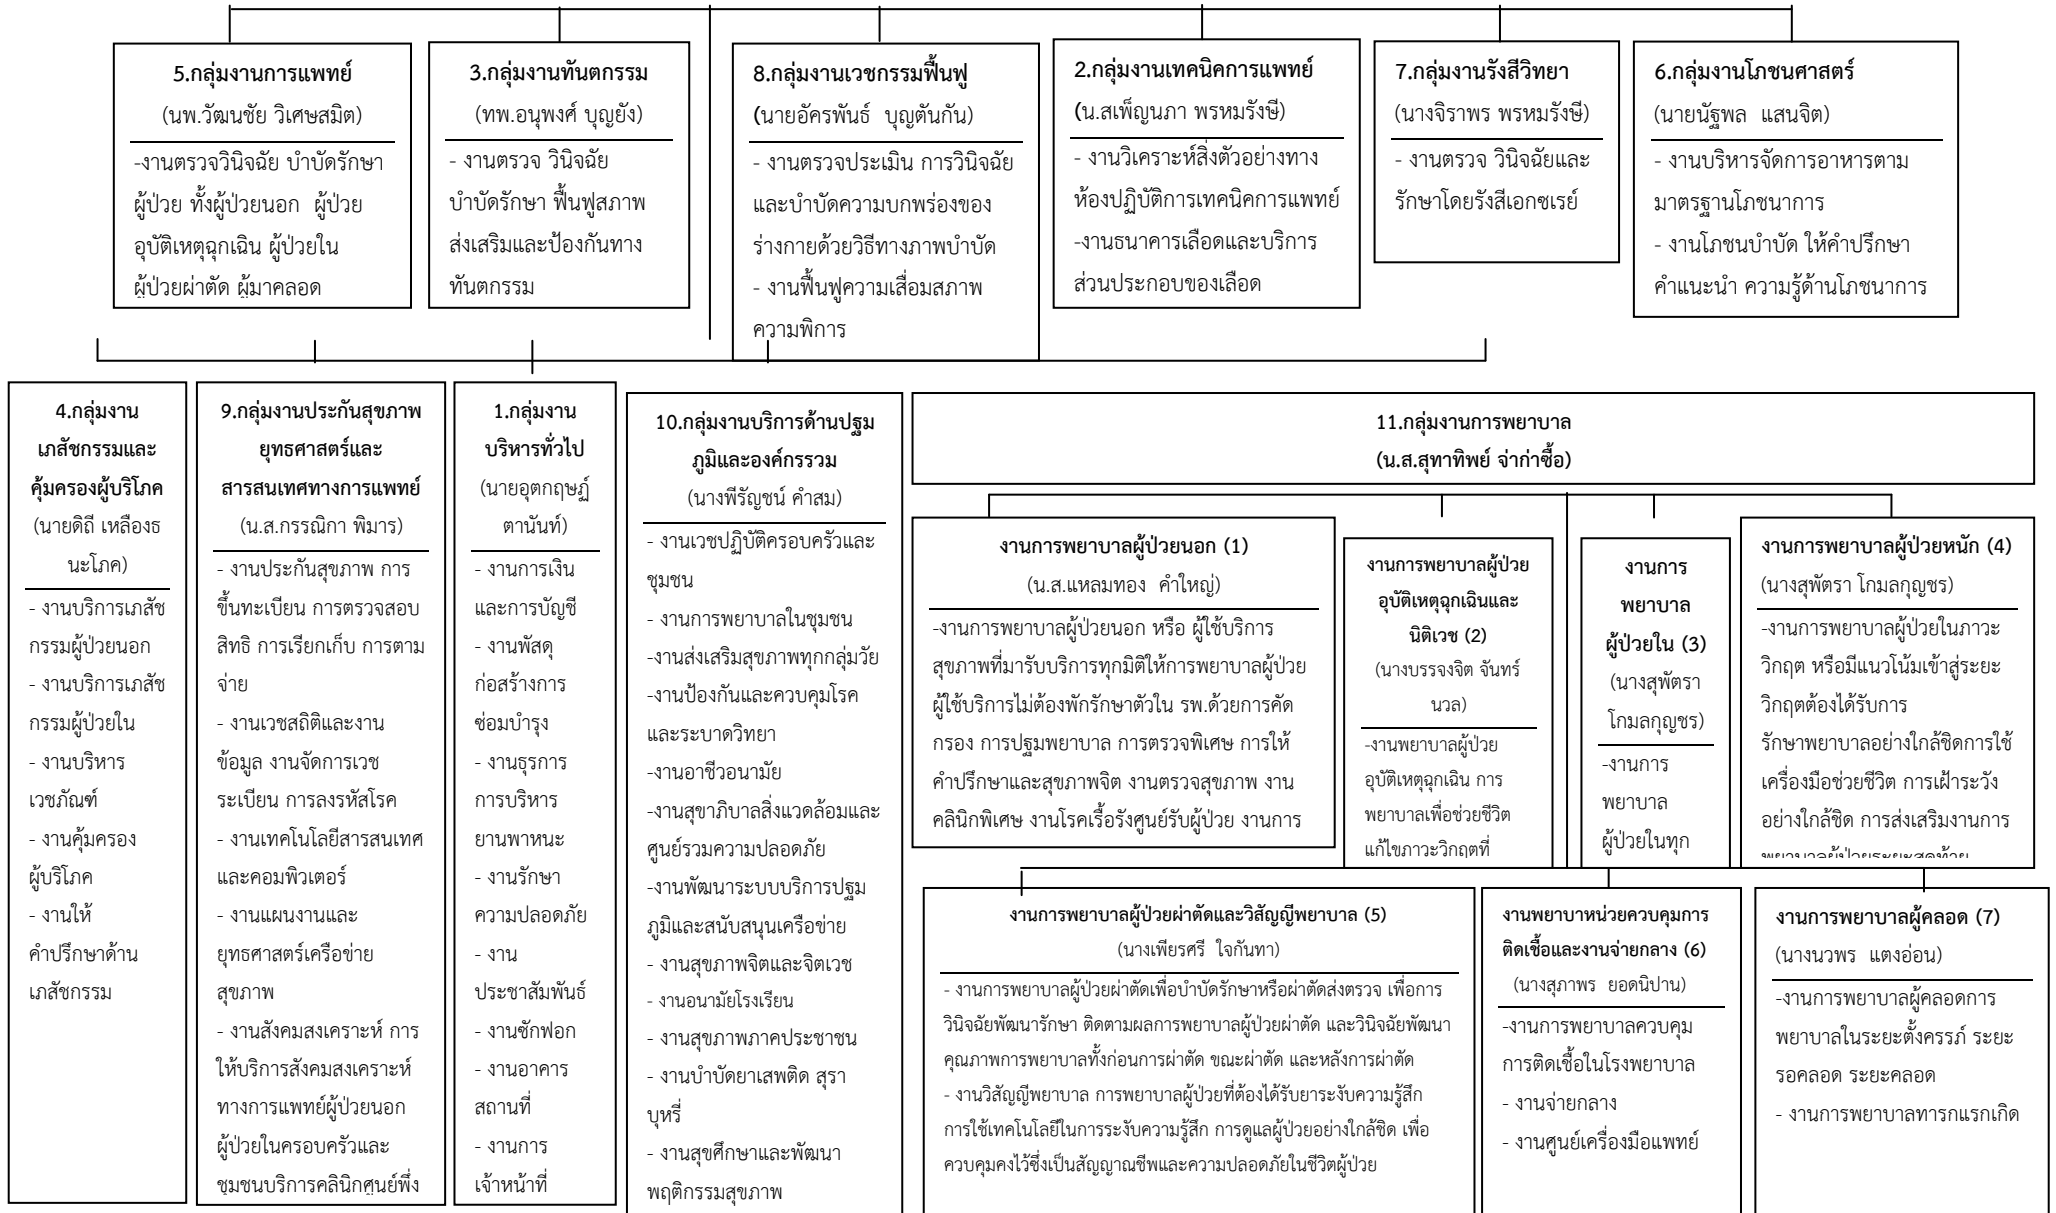 5.กลุ่มงานการแพทย์
(นพ.วัฒนชัย วิเศษสมิต)
-งานตรวจวินิจฉัย บำบัดรักษา
ผู้ป่วย ทั้งผู้ป่วยนอก ผู้ป่วย
อุบัติเหตุฉุกเฉิน ผู้ป่วยใน
ผู้ป่วยผ่าตัด ผู้มาคลอด
3.กลุ่มงานทันตกรรม
(ทพ.อนุพงศ์ บุญยัง)
- งานตรวจ วินิจฉัย
บำบัดรักษา ฟื้นฟูสภาพ
ส่งเสริมและป้องกันทาง
ทันตกรรม
8.กลุ่มงานเวชกรรมฟื้นฟู
(นายอัครพันธ์ บุญตันกัน)
- งานตรวจประเมิน การวินิจฉัย
และบำบัดความบกพร่องของ
ร่างกายด้วยวิธีทางภาพบำบัด
- งานฟื้นฟูความเสื่อมสภาพ
ความพิการ
2.กลุ่มงานเทคนิคการแพทย์
(น.สเพ็ญนภา พรหมรังษี)
- งานวิเคราะห์สิ่งตัวอย่างทาง
ห้องปฏิบัติการเทคนิคการแพทย์
-งานธนาคารเลือดและบริการ
ส่วนประกอบของเลือด
7.กลุ่มงานรังสีวิทยา
(นางจิราพร พรหมรังษี)
- งานตรวจ วินิจฉัยและ
รักษาโดยรังสีเอกซเรย์
6.กลุ่มงานโภชนศาสตร์
(นายนัฐพล แสนจิต)
- งานบริหารจัดการอาหารตาม
มาตรฐานโภชนาการ
- งานโภชนบำบัด ให้คำปรึกษา
คำแนะนำ ความรู้ด้านโภชนาการ
4.กลุ่มงาน
เภสัชกรรมและ
คุ้มครองผู้บริโภค
(นายดิถี เหลืองธ
นะโภค)
- งานบริการเภสัช
กรรมผู้ป่วยนอก
- งานบริการเภสัช
กรรมผู้ป่วยใน
- งานบริหาร
เวชภัณฑ์
- งานคุ้มครอง
ผู้บริโภค
- งานให้
คำปรึกษาด้าน
เภสัชกรรม
9.กลุ่มงานประกันสุขภาพ
ยุทธศาสตร์และ
สารสนเทศทางการแพทย์
(น.ส.กรรณิกา พิมาร)
- งานประกันสุขภาพ การ
ขึ้นทะเบียน การตรวจสอบ
สิทธิ การเรียกเก็บ การตาม
จ่าย
- งานเวชสถิติและงาน
ข้อมูล งานจัดการเวช
ระเบียน การลงรหัสโรค
- งานเทคโนโลยีสารสนเทศ
และคอมพิวเตอร์
- งานแผนงานและ
ยุทธศาสตร์เครือข่าย
สุขภาพ
- งานสังคมสงเคราะห์ การ
ให้บริการสังคมสงเคราะห์
ทางการแพทย์ผู้ป่วยนอก
ผู้ป่วยในครอบครัวและ
ชุมชนบริการคลินิกศูนย์พึ่ง
1.กลุ่มงาน
บริหารทั่วไป
(นายอุตกฤษฏ์
ตานันท์)
- งานการเงิน
และการบัญชี
- งานพัสดุ
ก่อสร้างการ
ซ่อมบำรุง
- งานธุรการ
การบริหาร
ยานพาหนะ
- งานรักษา
ความปลอดภัย
- งาน
ประชาสัมพันธ์
- งานซักฟอก
- งานอาคาร
สถานที่
- งานการ
เจ้าหน้าที่
10.กลุ่มงานบริการด้านปฐม
ภูมิและองค์กรรวม
(นางพีรัญชน์ คำสม)
- งานเวชปฏิบัติครอบครัวและ
ชุมชน
- งานการพยาบาลในชุมชน
-งานส่งเสริมสุขภาพทุกกลุ่มวัย
-งานป้องกันและควบคุมโรค
และระบาดวิทยา
-งานอาชีวอนามัย
-งานสุขาภิบาลสิ่งแวดล้อมและ
ศูนย์รวมความปลอดภัย
-งานพัฒนาระบบบริการปฐม
ภูมิและสนับสนุนเครือข่าย
- งานสุขภาพจิตและจิตเวช
- งานอนามัยโรงเรียน
- งานสุขภาพภาคประชาชน
- งานบำบัดยาเสพติด สุรา
บุหรี่
- งานสุขศึกษาและพัฒนา
พฤติกรรมสุขภาพ
11.กลุ่มงานการพยาบาล
(น.ส.สุทาทิพย์ จ่าก่าซื้อ)
งานการพยาบาลผู้ป่วยนอก (1)
(น.ส.แหลมทอง คำใหญ่)
-งานการพยาบาลผู้ป่วยนอก หรือ ผู้ใช้บริการ
สุขภาพที่มารับบริการทุกมิติให้การพยาบาลผู้ป่วย
ผู้ใช้บริการไม่ต้องพักรักษาตัวใน รพ.ด้วยการคัด
กรอง การปฐมพยาบาล การตรวจพิเศษ การให้
คำปรึกษาและสุขภาพจิต งานตรวจสุขภาพ งาน
คลินิกพิเศษ งานโรคเรื้อรังศูนย์รับผู้ป่วย งานการ
งานการพยาบาลผู้ป่วย
อุบัติเหตุฉุกเฉินและ
นิติเวช (2)
(นางบรรจงจิต จันทร์
นวล)
-งานพยาบาลผู้ป่วย
อุบัติเหตุฉุกเฉิน การ
พยาบาลเพื่อช่วยชีวิต
แก้ไขภาวะวิกฤตที่
งานการ
พยาบาล
ผู้ป่วยใน (3)
(นางสุพัตรา
โกมลกุญชร)
-งานการ
พยาบาล
ผู้ป่วยในทุก
งานการพยาบาลผู้ป่วยหนัก (4)
(นางสุพัตรา โกมลกุญชร)
-งานการพยาบาลผู้ป่วยในภาวะ
วิกฤต หรือมีแนวโน้มเข้าสู่ระยะ
วิกฤตต้องได้รับการ
รักษาพยาบาลอย่างใกล้ชิดการใช้
เครื่องมือช่วยชีวิต การเฝ้าระวัง
อย่างใกล้ชิด การส่งเสริมงานการ
พยาบาลผู้ป่วยระยะสุดท้าย
งานการพยาบาลผู้ป่วยผ่าตัดและวิสัญญีพยาบาล (5)
(นางเพียรศรี ใจกันทา)
- งานการพยาบาลผู้ป่วยผ่าตัดเพื่อบำบัดรักษาหรือผ่าตัดส่งตรวจ เพื่อการ
วินิจฉัยพัฒนารักษา ติดตามผลการพยาบาลผู้ป่วยผ่าตัด และวินิจฉัยพัฒนา
คุณภาพการพยาบาลทั้งก่อนการผ่าตัด ขณะผ่าตัด และหลังการผ่าตัด
- งานวิสัญญีพยาบาล การพยาบาลผู้ป่วยที่ต้องได้รับยาระงับความรู้สึก
การใช้เทคโนโลยีในการระงับความรู้สึก การดูแลผู้ป่วยอย่างใกล้ชิด เพื่อ
ควบคุมคงไว้ซึ่งเป็นสัญญาณชีพและความปลอดภัยในชีวิตผู้ป่วย
งานพยาบาหน่วยควบคุมการ
ติดเชื้อและงานจ่ายกลาง (6)
(นางสุภาพร ยอดนิปาน)
-งานการพยาบาลควบคุม
การติดเชื้อในโรงพยาบาล
- งานจ่ายกลาง
- งานศูนย์เครื่องมือแพทย์
งานการพยาบาลผู้คลอด (7)
(นางนวพร แตงอ่อน)
-งานการพยาบาลผู้คลอดการ
พยาบาลในระยะตั้งครรภ์ ระยะ
รอคลอด ระยะคลอด
- งานการพยาบาลทารกแรกเกิด